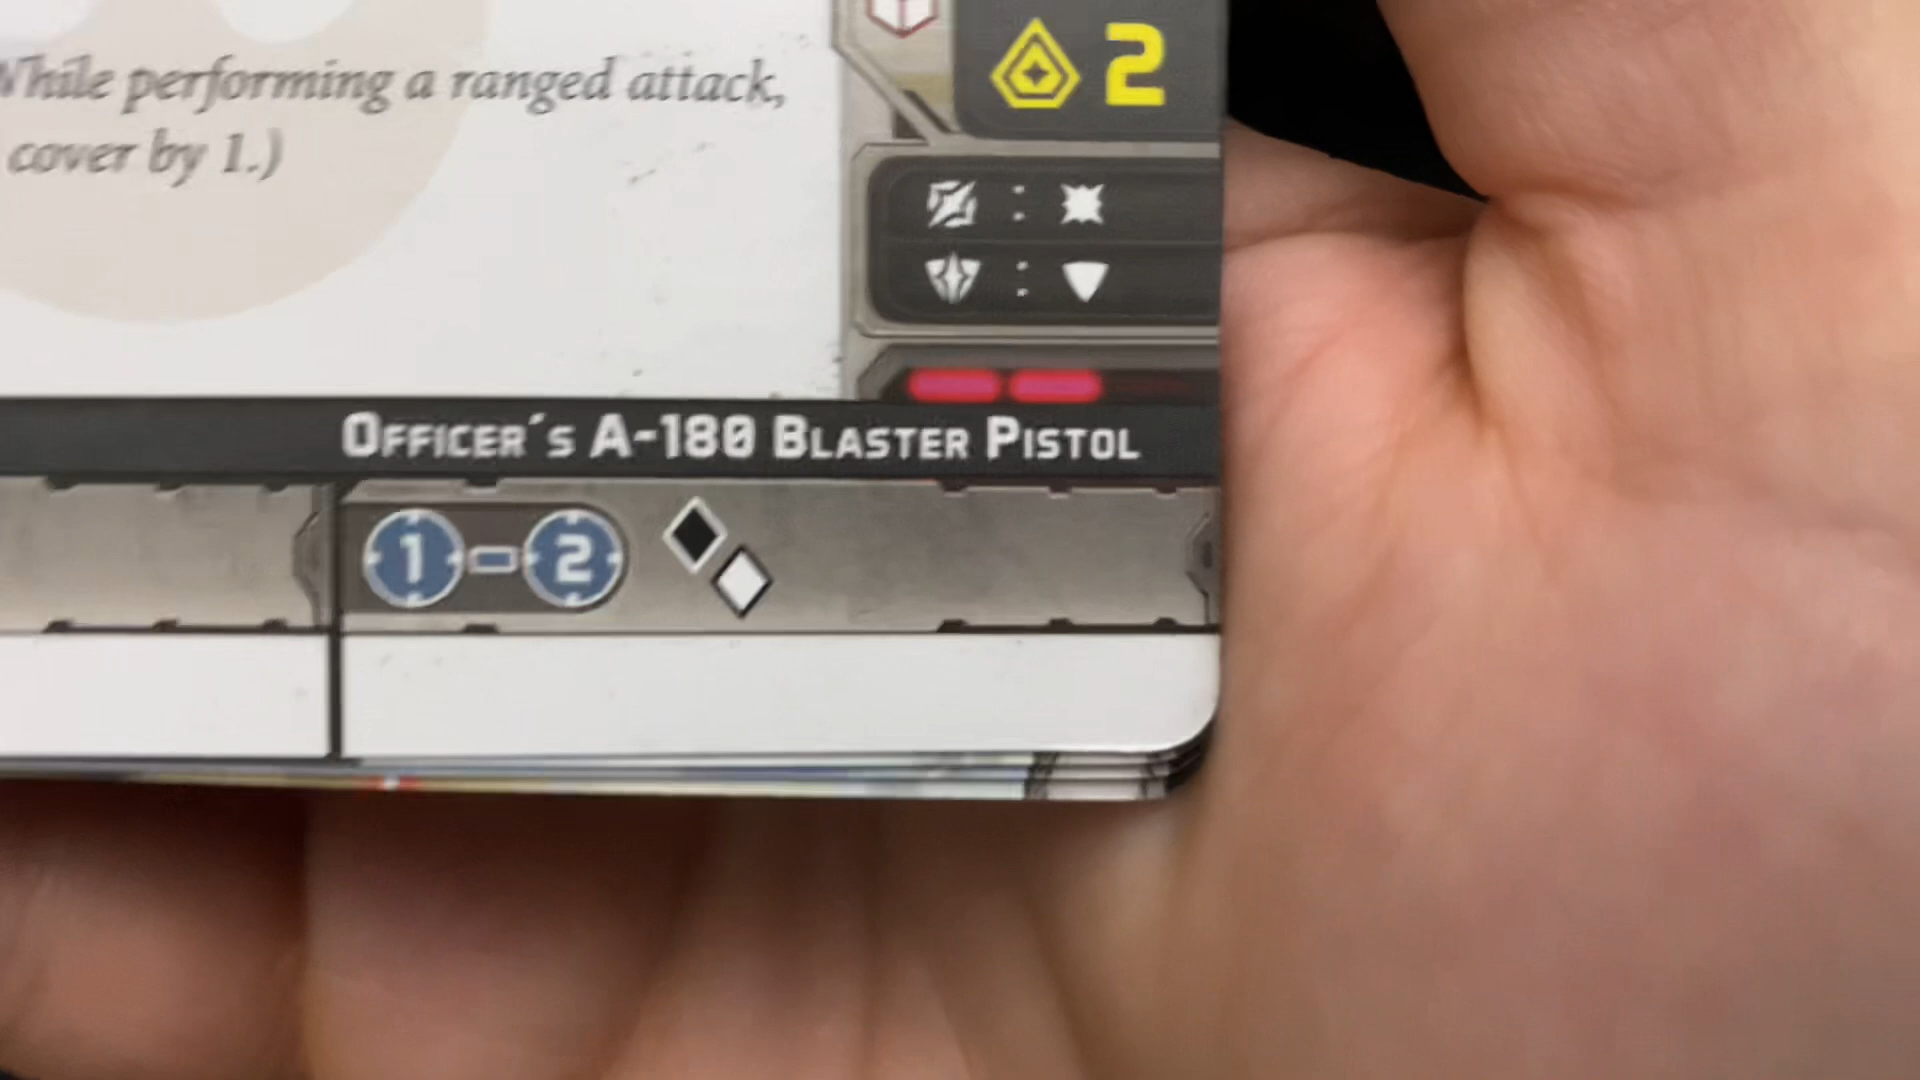 While performing a ranged attack,
cover by 1.)
2
:
:
Officer's A-180 Blaster Pistol
1-2